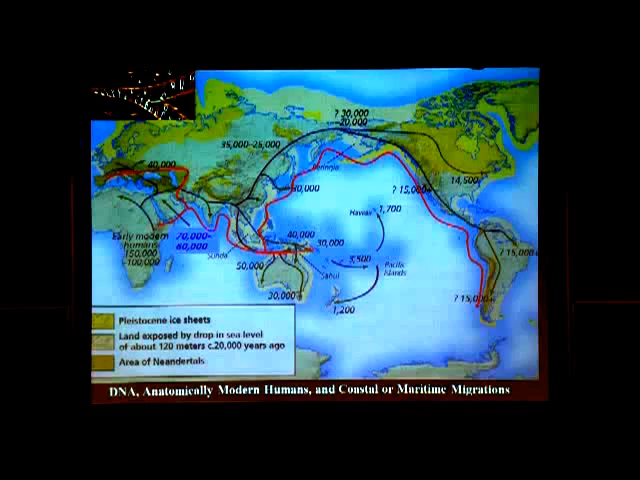 ? 30,000
20,000
35,000–25,000
40,000
Beringia
30,000
14,500
? 15,000
Hawaii
1,700
Early modern
humans
150,000
–100,000
70,000–
60,000
Sunda
40,000
30,000
? 15,000
50,000
3,500
Pacific
Islands
Sahul
30,000
1,200
? 15,000
Pleistocene ice sheets
Land exposed by drop in sea level
of about 120 meters c.20,000 years ago
Area of Neandertals
DNA, Anatomically Modern Humans, and Coastal or Maritime Migrations